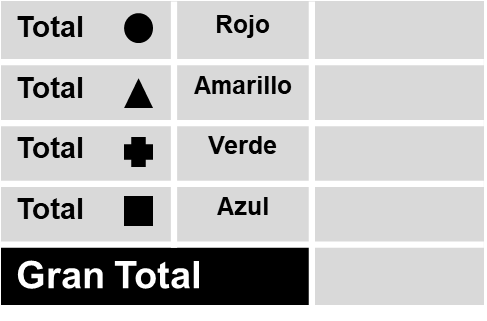 Total Rojo
Total Amarillo
Total Verde
Total Azul
Gran Total